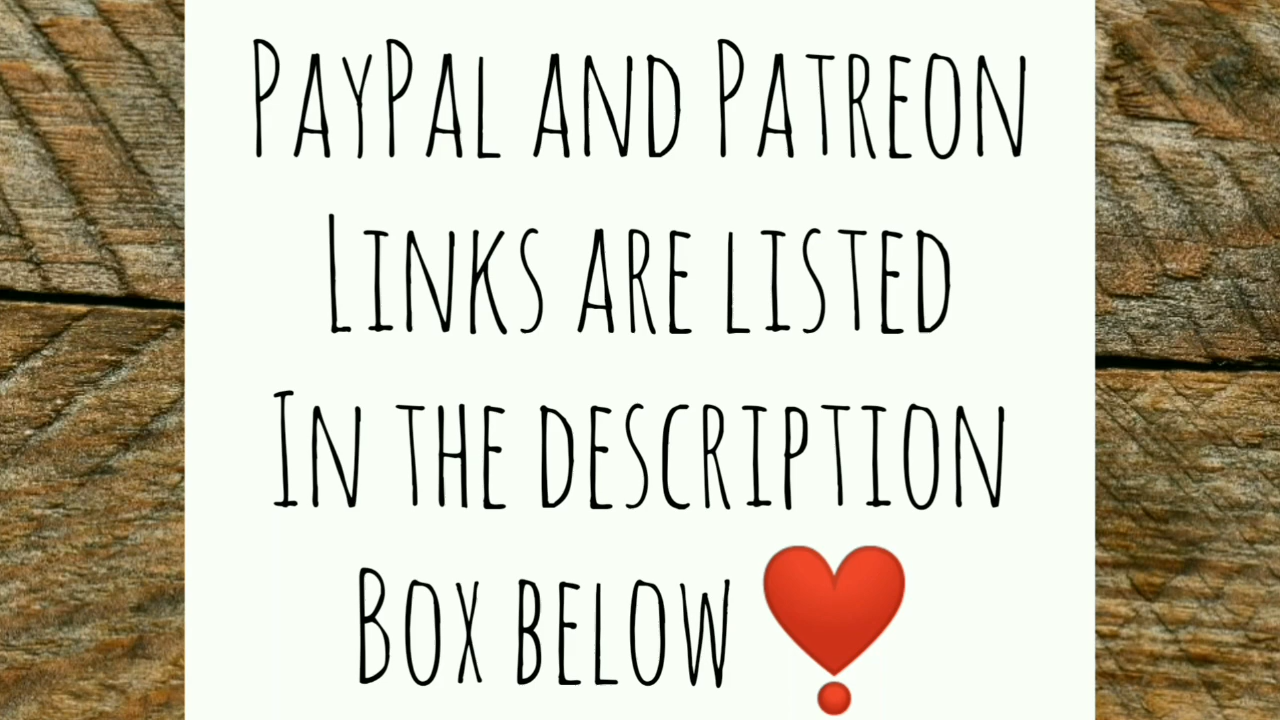 PayPal and Patreon
Links are listed
In the description
Box below ❣️